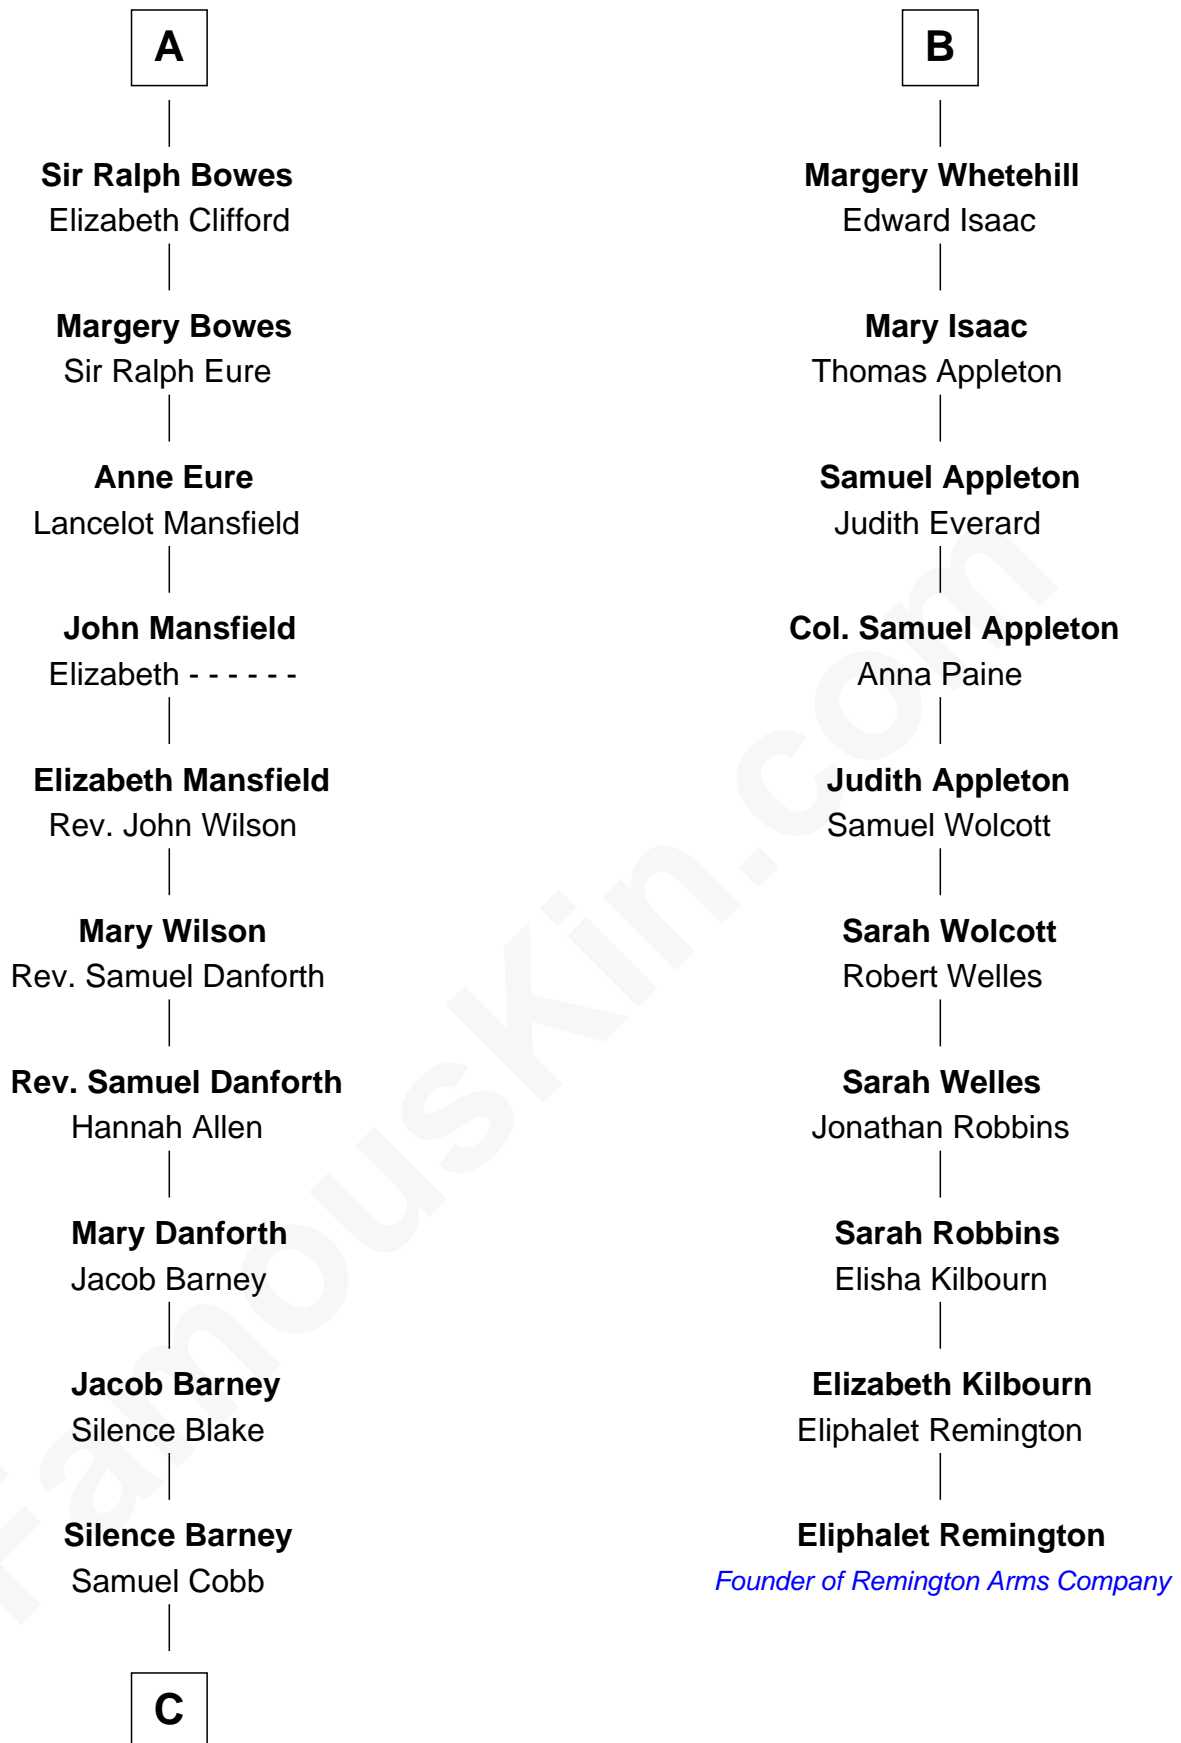 A
Sir Ralph Bowes
Elizabeth Clifford
Margery Bowes
Sir Ralph Eure
Anne Eure
Lancelot Mansfield
John Mansfield
Elizabeth - - - - - -
Elizabeth Mansfield
Rev. John Wilson
Mary Wilson
Rev. Samuel Danforth
Rev. Samuel Danforth
Hannah Allen
Mary Danforth
Jacob Barney
Jacob Barney
Silence Blake
Silence Barney
Samuel Cobb
C
B
Margery Whetehill
Edward Isaac
Mary Isaac
Thomas Appleton
Samuel Appleton
Judith Everard
Col. Samuel Appleton
Anna Paine
Judith Appleton
Samuel Wolcott
Sarah Wolcott
Robert Welles
Sarah Welles
Jonathan Robbins
Sarah Robbins
Elisha Kilbourn
Elizabeth Kilbourn
Eliphalet Remington
Eliphalet Remington
Founder of Remington Arms Company
FamousKin.com